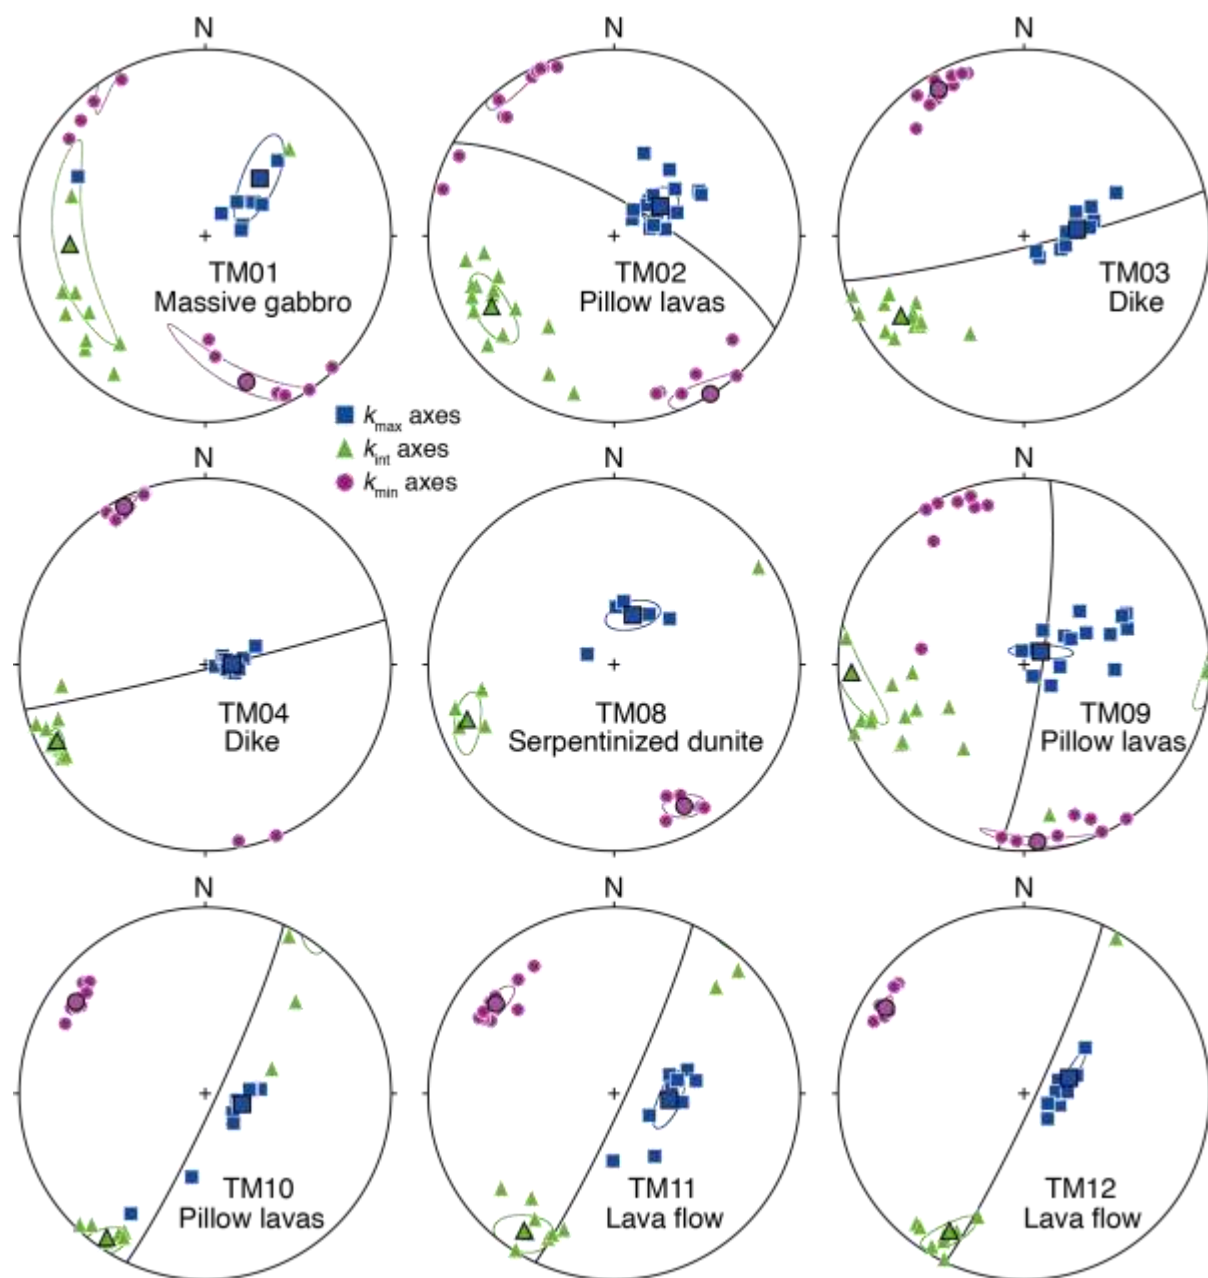 N
N
N
TM01
Massive gabbro
TM02
Pillow lavas
TM03
Dike
kmax axes
kint axes
kmin axes
N
N
N
TM04
Dike
TM08
Serpentinized dunite
TM09
Pillow lavas
N
N
N
TM10
Pillow lavas
TM11
Lava flow
TM12
Lava flow